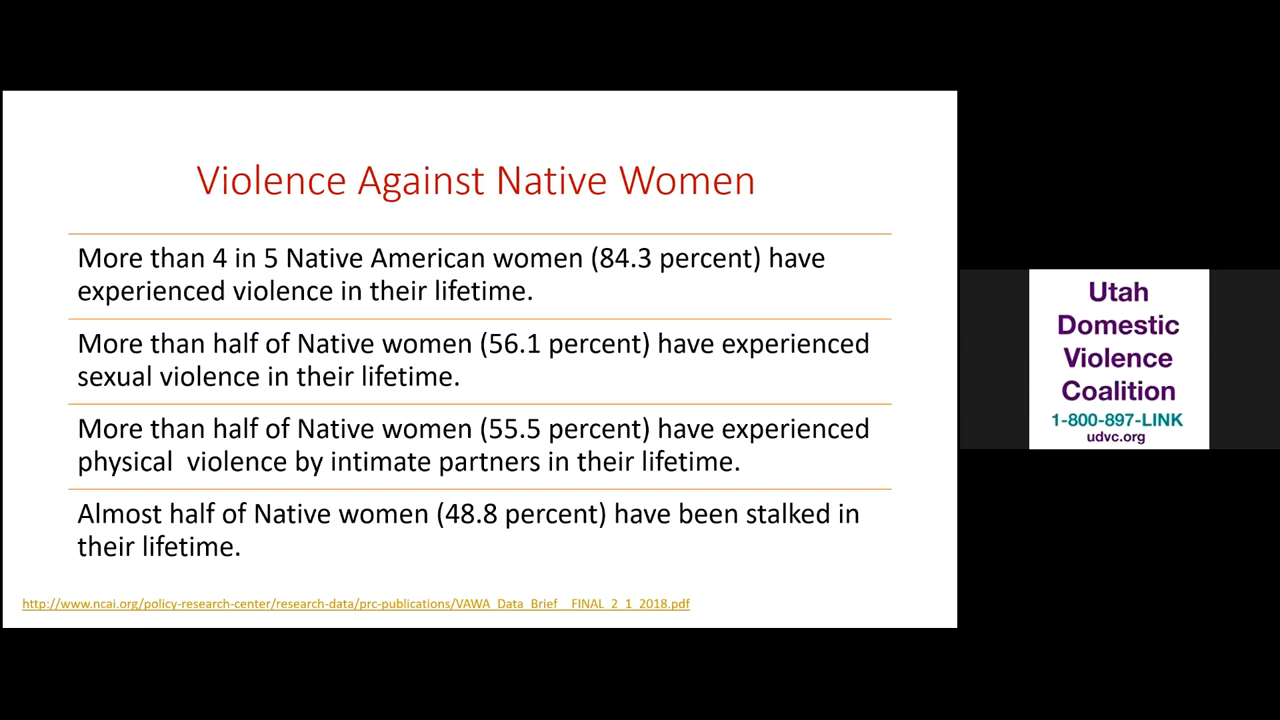 Violence Against Native Women
More than 4 in 5 Native American women (84.3 percent) have
experienced violence in their lifetime.
More than half of Native women (56.1 percent) have experienced
sexual violence in their lifetime.
More than half of Native women (55.5 percent) have experienced
physical  violence by intimate partners in their lifetime.
Almost half of Native women (48.8 percent) have been stalked in
their lifetime.
http://www.ncai.org/policy-research-center/research-data/prc-publications/VAWA_Data_Brief__FINAL_2_1_2018.pdf
Utah
Domestic
Violence
Coalition
1-800-897-LINK
udvc.org